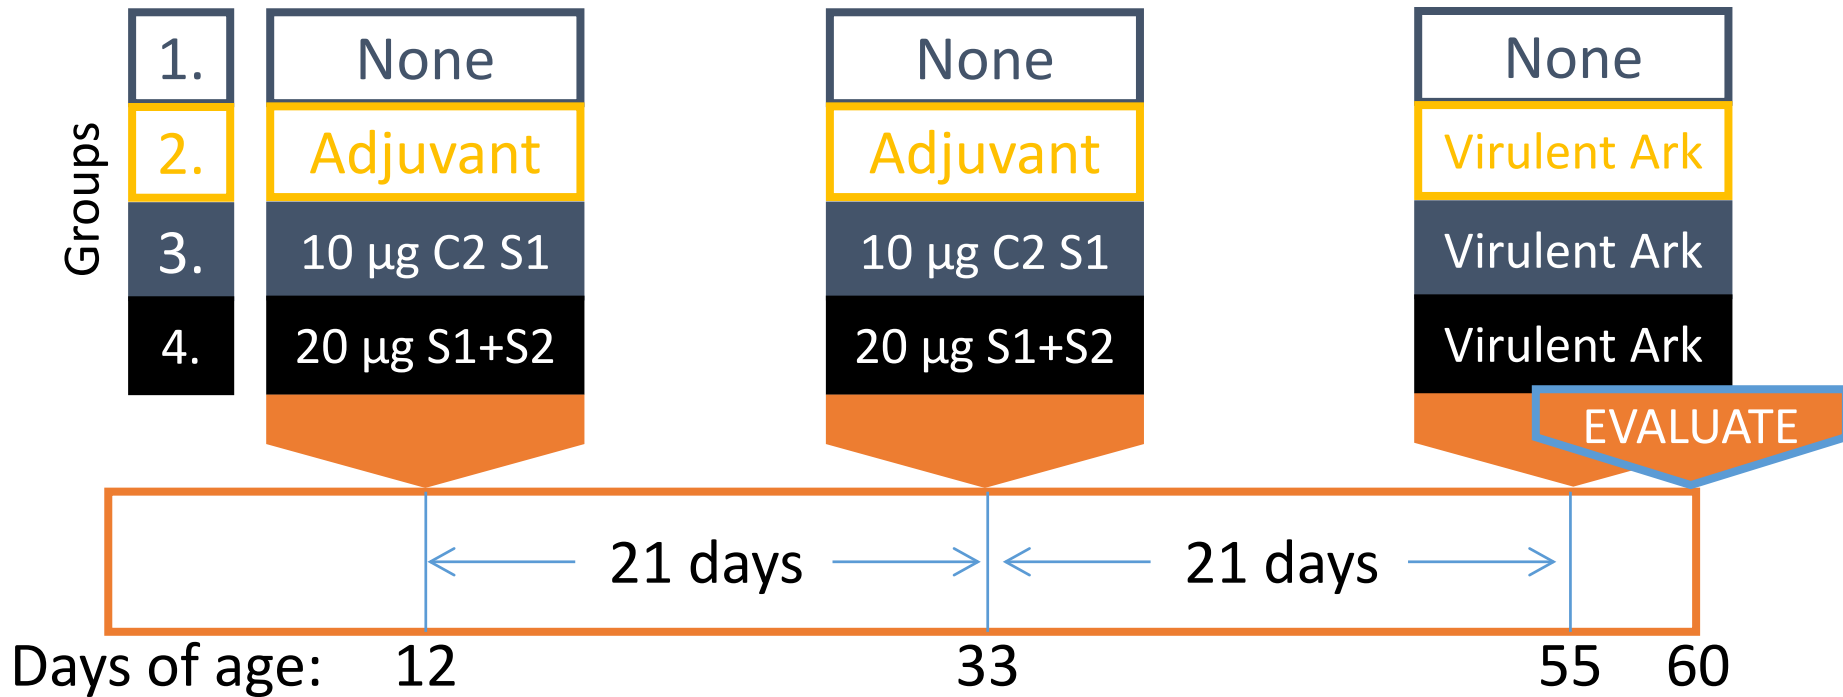 1. None None None
2. Adjuvant Adjuvant Virulent Ark
3. 10 µg C2 S1 10 µg C2 S1 Virulent Ark
4. 20 µg S1+S2 20 µg S1+S2 Virulent Ark
Groups
EVALUATE
21 days 21 days
Days of age: 12 33 55 60